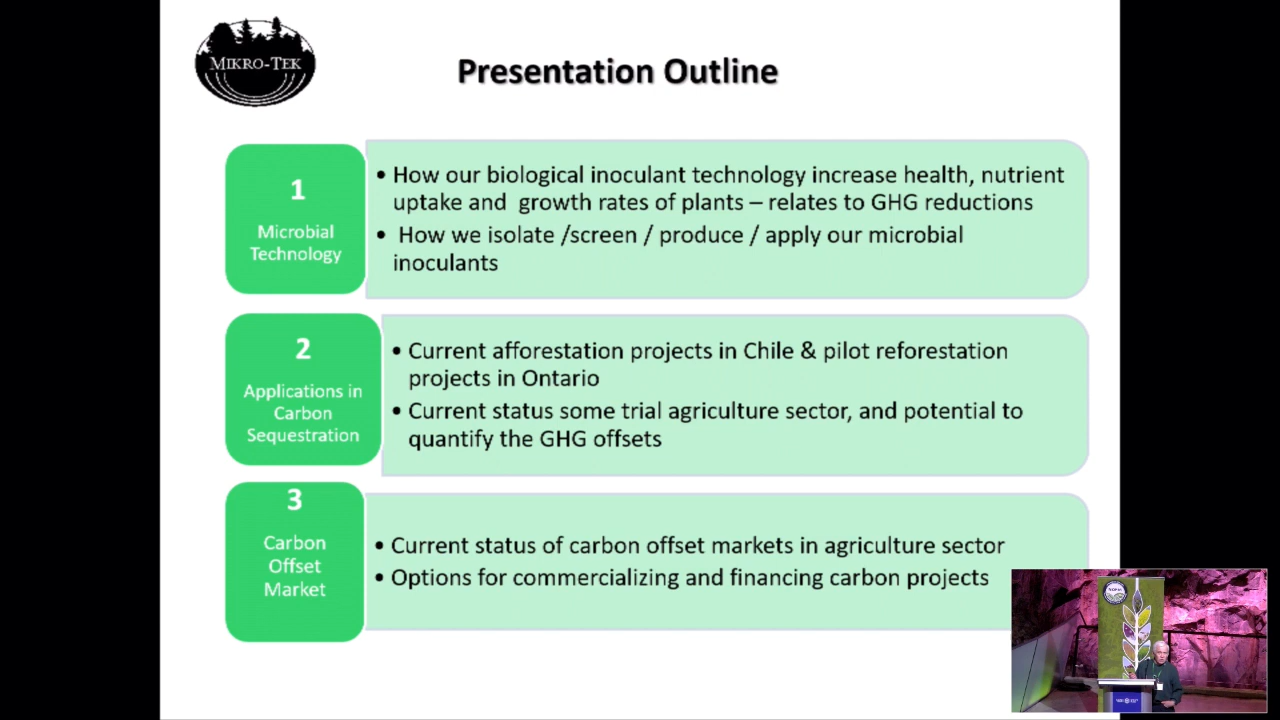 MIKRO-TEK
Presentation Outline
1
Microbial
Technology
• How our biological inoculant technology increase health, nutrient
uptake and growth rates of plants – relates to GHG reductions
• How we isolate /screen / produce / apply our microbial
inoculants
2
Applications in
Carbon
Sequestration
• Current afforestation projects in Chile & pilot reforestation
projects in Ontario
• Current status some trial agriculture sector, and potential to
quantify the GHG offsets
3
Carbon
Offset
Market
• Current status of carbon offset markets in agriculture sector
• Options for commercializing and financing carbon projects